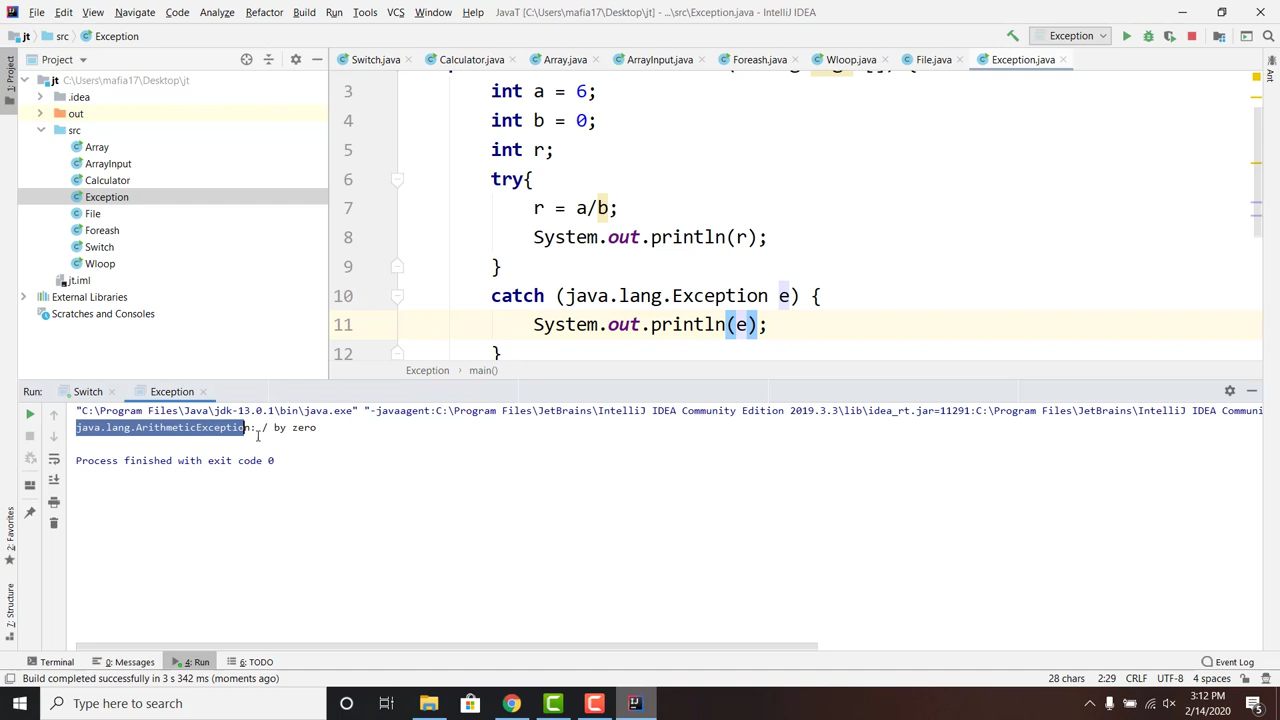 File Edit View Navigate Code Analyze Refactor Build Run Tools VCS Window Help JavaT [C:\Users\mafia17\Desktop\jt] - ...\src\Exception.java - IntelliJ IDEA
jt src Exception Exception
1: Project
Project
Switch.java Calculator.java Array.java ArrayInput.java Foreash.java Wloop.java File.java Exception.java
Ant
jt C:\Users\mafia17\Desktop\jt
.idea
out
src
Array
ArrayInput
Calculator
Exception
File
Foreash
Switch
Wloop
jt.iml
External Libraries
Scratches and Consoles
3 int a = 6;
4 int b = 0;
5 int r;
6 try{
7 r = a/b;
8 System.out.println(r);
9 }
10 catch (java.lang.Exception e) {
11 System.out.println(e);
12 }
Exception main()
Run: Switch Exception
"C:\Program Files\Java\jdk-13.0.1\bin\java.exe" "-javaagent:C:\Program Files\JetBrains\IntelliJ IDEA Community Edition 2019.3.3\lib\idea_rt.jar=11291:C:\Program Files\JetBrains\IntelliJ IDEA Communi
java.lang.ArithmeticException: / by zero
Process finished with exit code 0
2: Favorites
7: Structure
Terminal 0: Messages 4: Run 6: TODO Event Log
Build completed successfully in 3 s 342 ms (moments ago) 28 chars 2:29 CRLF UTF-8 4 spaces
Type here to search
3:12 PM
2/14/2020
5